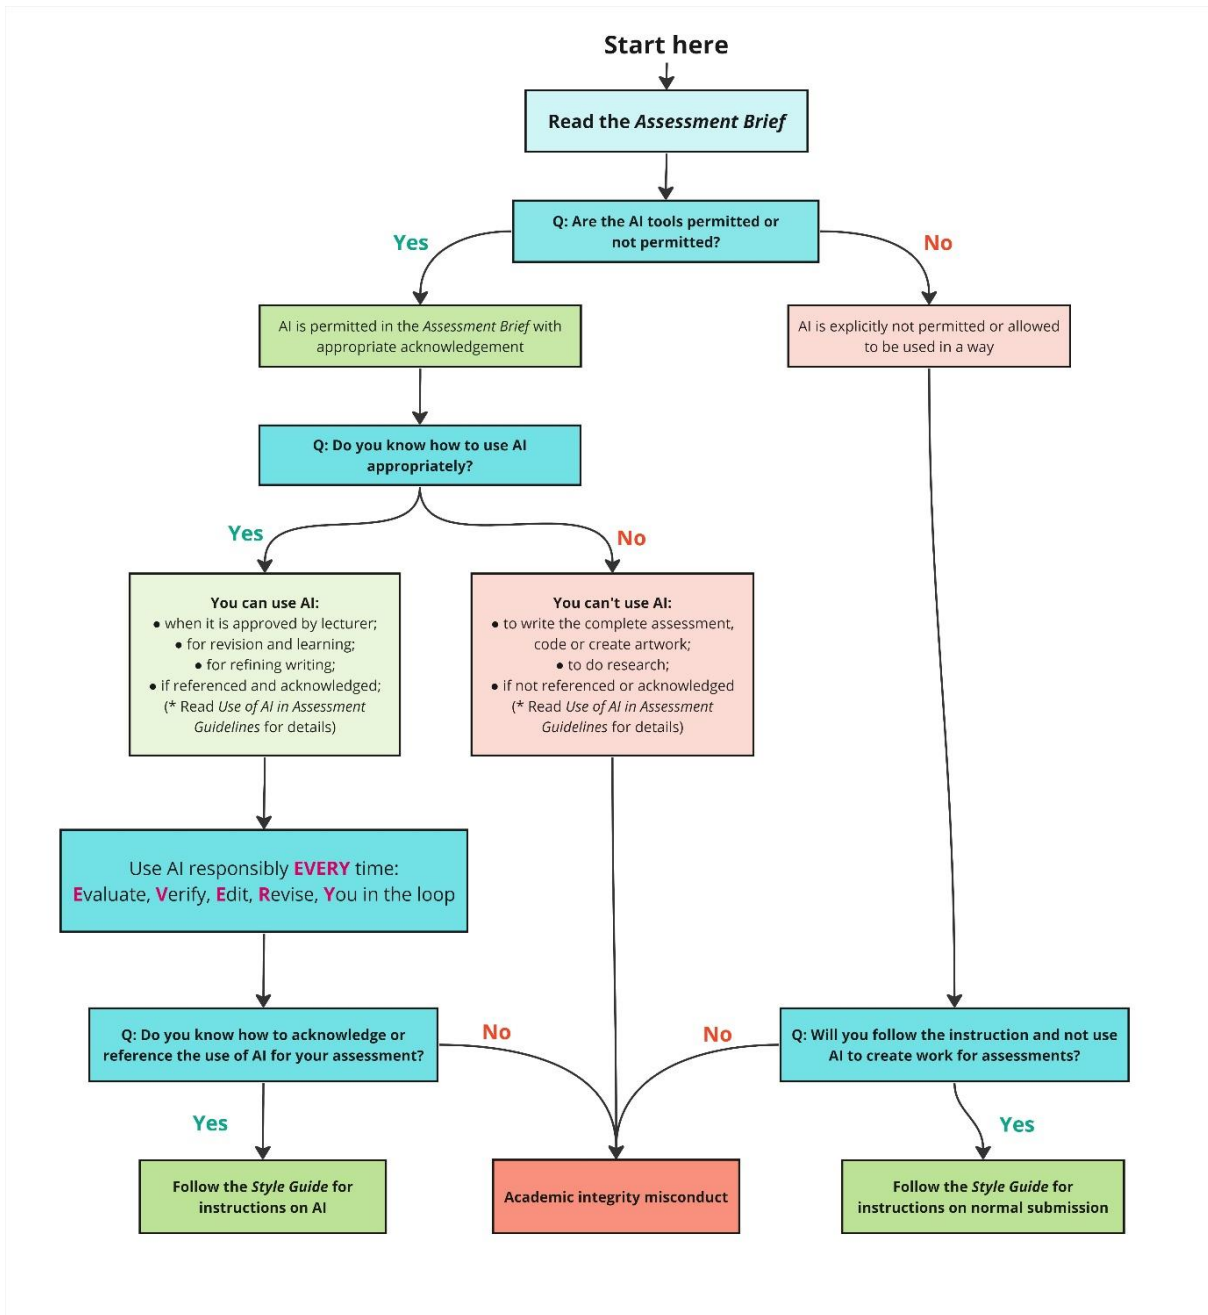 Start here
Read the Assessment Brief
Q: Are the AI tools permitted or
not permitted?
Yes
No
AI is permitted in the Assessment Brief with
appropriate acknowledgement
AI is explicitly not permitted or allowed
to be used in a way
Q: Do you know how to use AI
appropriately?
Yes
No
You can use AI:
● when it is approved by lecturer;
● for revision and learning;
● for refining writing;
● if referenced and acknowledged;
(* Read Use of AI in Assessment
Guidelines for details)
You can't use AI:
● to write the complete assessment,
code or create artwork;
● to do research;
● if not referenced or acknowledged
(* Read Use of AI in Assessment
Guidelines for details)
Use AI responsibly EVERY time:
Evaluate, Verify, Edit, Revise, You in the loop
Q: Do you know how to acknowledge or
reference the use of AI for your assessment?
No
No
Q: Will you follow the instruction and not use
AI to create work for assessments?
Yes
Yes
Follow the Style Guide for
instructions on AI
Academic integrity misconduct
Follow the Style Guide for
instructions on normal submission